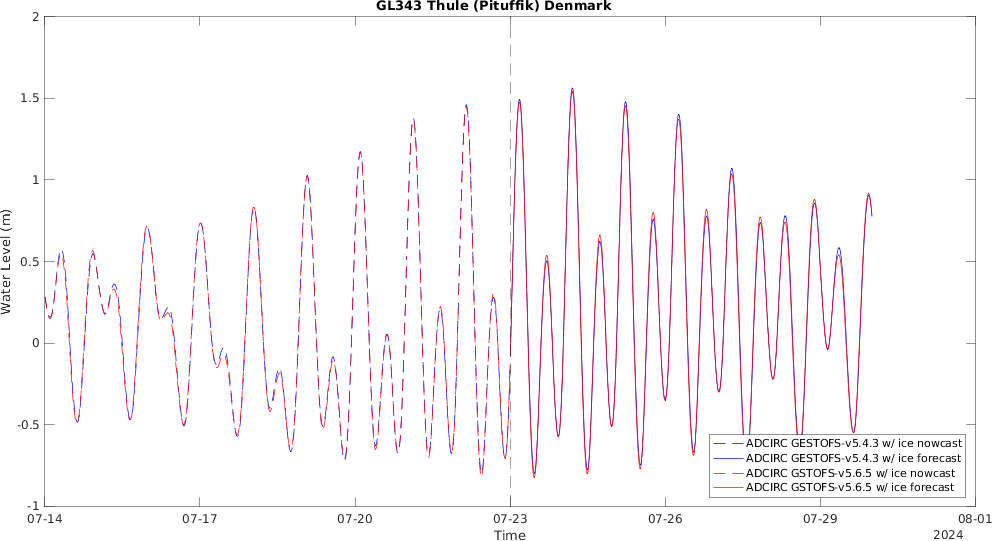 GL343 Thule (Pituffik) Denmark
2
1.5
1
0.5
0
-0.5
-1
Water Level (m)
07-14
07-17
07-20
07-23
07-26
07-29
08-01
Time
2024
ADCIRC GESTOFS-v5.4.3 w/ ice nowcast
ADCIRC GESTOFS-v5.4.3 w/ ice forecast
ADCIRC GSTOFS-v5.6.5 w/ ice nowcast
ADCIRC GSTOFS-v5.6.5 w/ ice forecast